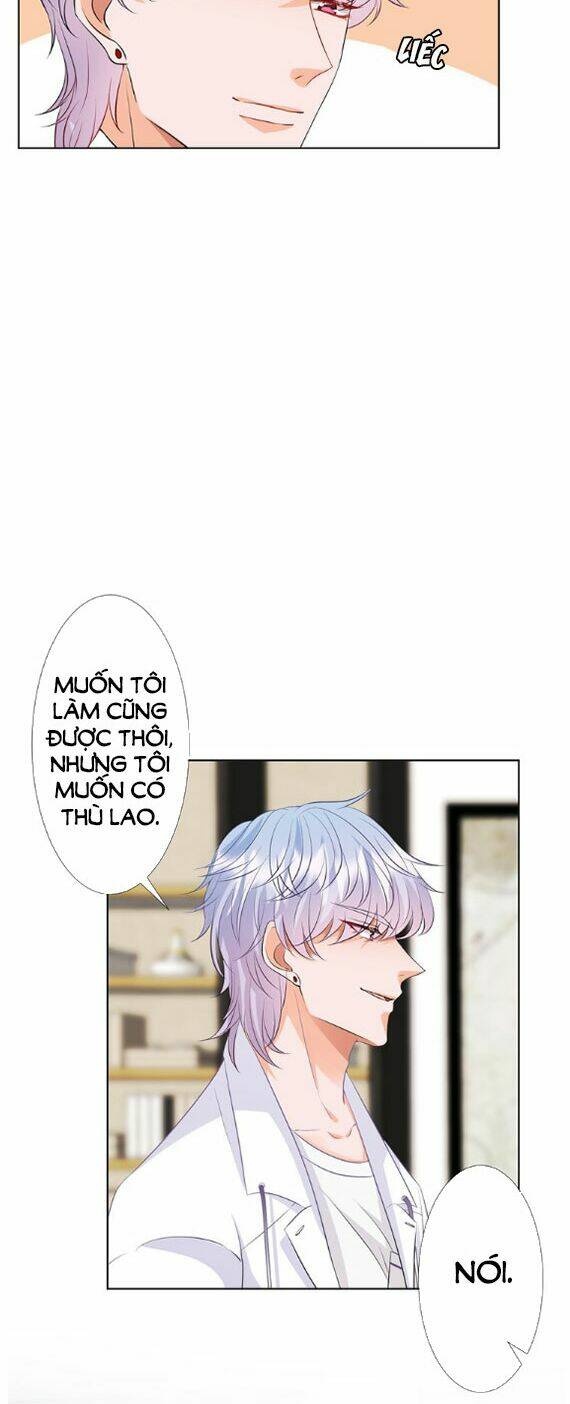 LIẾC
MUỐN TÔI
LÀM CŨNG
ĐƯỢC THÔI,
NHƯNG TÔI
MUỐN CÓ
THÙ LAO.
NÓI.